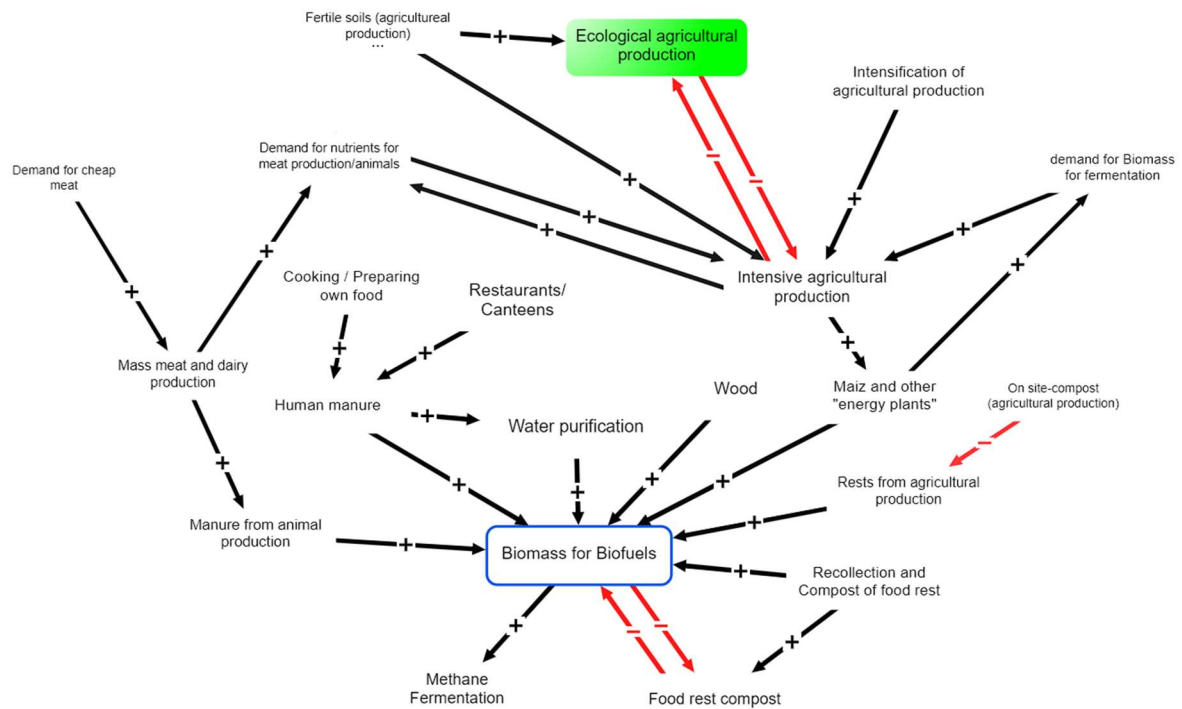 Fertile soils (agricultureal
production)
...
Ecological agricultural
production
Intensification of
agricultural production
Demand for nutrients for
meat production/animals
demand for Biomass
for fermentation
Demand for cheap
meat
Cooking / Preparing
own food
Restaurants/
Canteens
Intensive agricultural
production
Mass meat and dairy
production
Human manure
Wood
Maiz and other
"energy plants"
On site-compost
(agricultural production)
Water purification
Rests from agricultural
production
Manure from animal
production
Biomass for Biofuels
Recollection and
Compost of food rest
Methane
Fermentation
Food rest compost